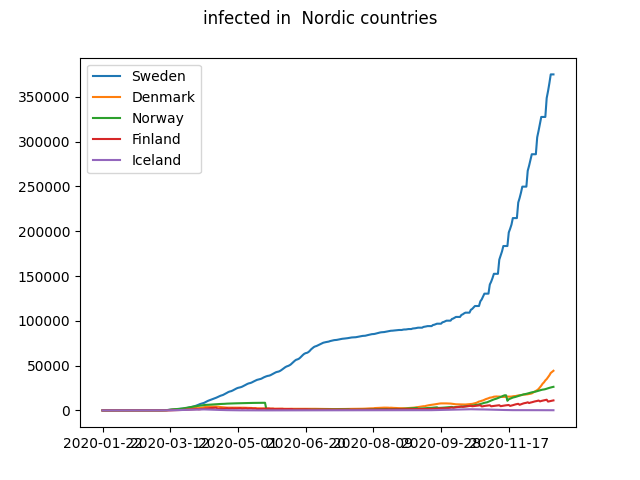 infected in  Nordic countries
Sweden
Denmark
Norway
Finland
Iceland
350000
300000
250000
200000
150000
100000
50000
0
2020-01-22 2020-03-12 2020-05-01 2020-06-20 2020-08-09 2020-09-28 2020-11-17